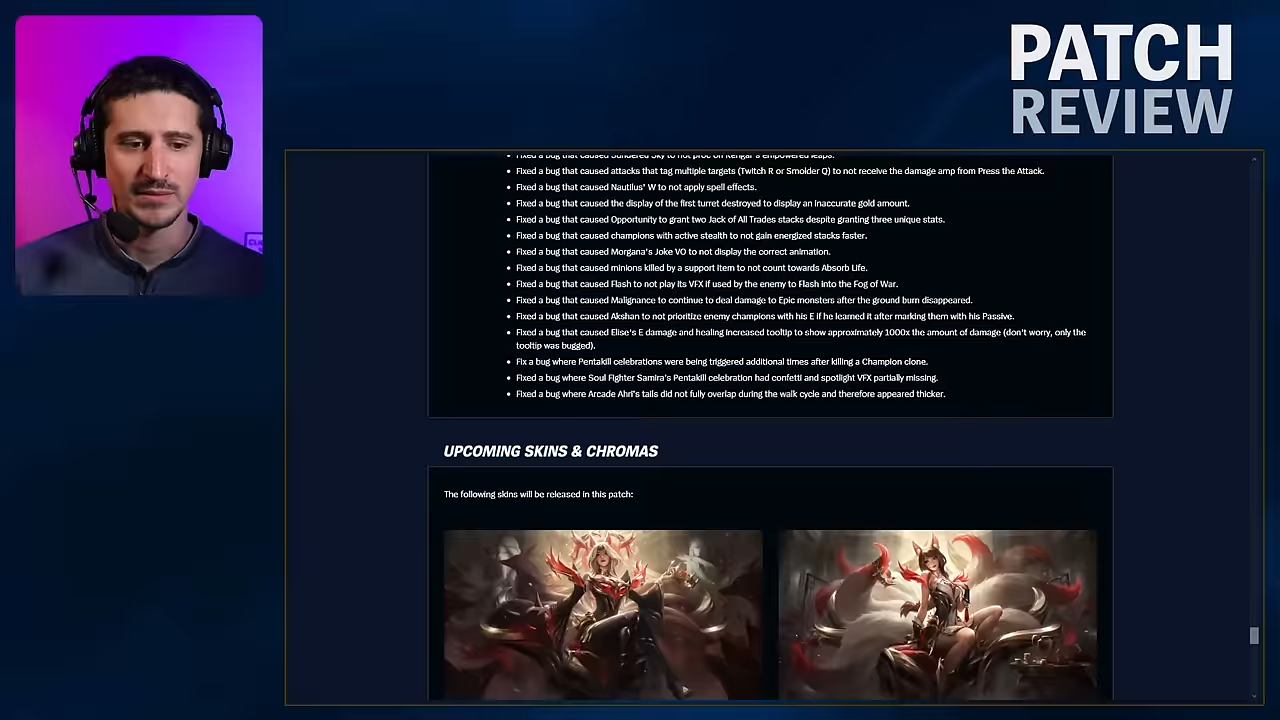 PATCH
REVIEW
Fixed a bug that caused Sundered Sky to not proc on Rengar's empowered leaps.
Fixed a bug that caused attacks that tag multiple targets (Twitch R or Smolder Q) to not receive the damage amp from Press the Attack.
Fixed a bug that caused Nautilus' W to not apply spell effects.
Fixed a bug that caused the display of the first turret destroyed to display an inaccurate gold amount.
Fixed a bug that caused Opportunity to grant two Jack of All Trades stacks despite granting three unique stats.
Fixed a bug that caused champions with active stealth to not gain energized stacks faster.
Fixed a bug that caused Morgana's Joke VO to not display the correct animation.
Fixed a bug that caused minions killed by a support item to not count towards Absorb Life.
Fixed a bug that caused Flash to not play its VFX if used by the enemy to Flash into the Fog of War.
Fixed a bug that caused Malignance to continue to deal damage to Epic monsters after the ground burn disappeared.
Fixed a bug that caused Akshan to not prioritize enemy champions with his E if he learned it after marking them with his Passive.
Fixed a bug that caused Elise's E damage and healing increased tooltip to show approximately 1000x the amount of damage (don't worry, only the
tooltip was bugged).
Fix a bug where Pentakill celebrations were being triggered additional times after killing a Champion clone.
Fixed a bug where Soul Fighter Samira's Pentakill celebration had confetti and spotlight VFX partially missing.
Fixed a bug where Arcade Ahri's tails did not fully overlap during the walk cycle and therefore appeared thicker.
UPCOMING SKINS & CHROMAS
The following skins will be released in this patch: